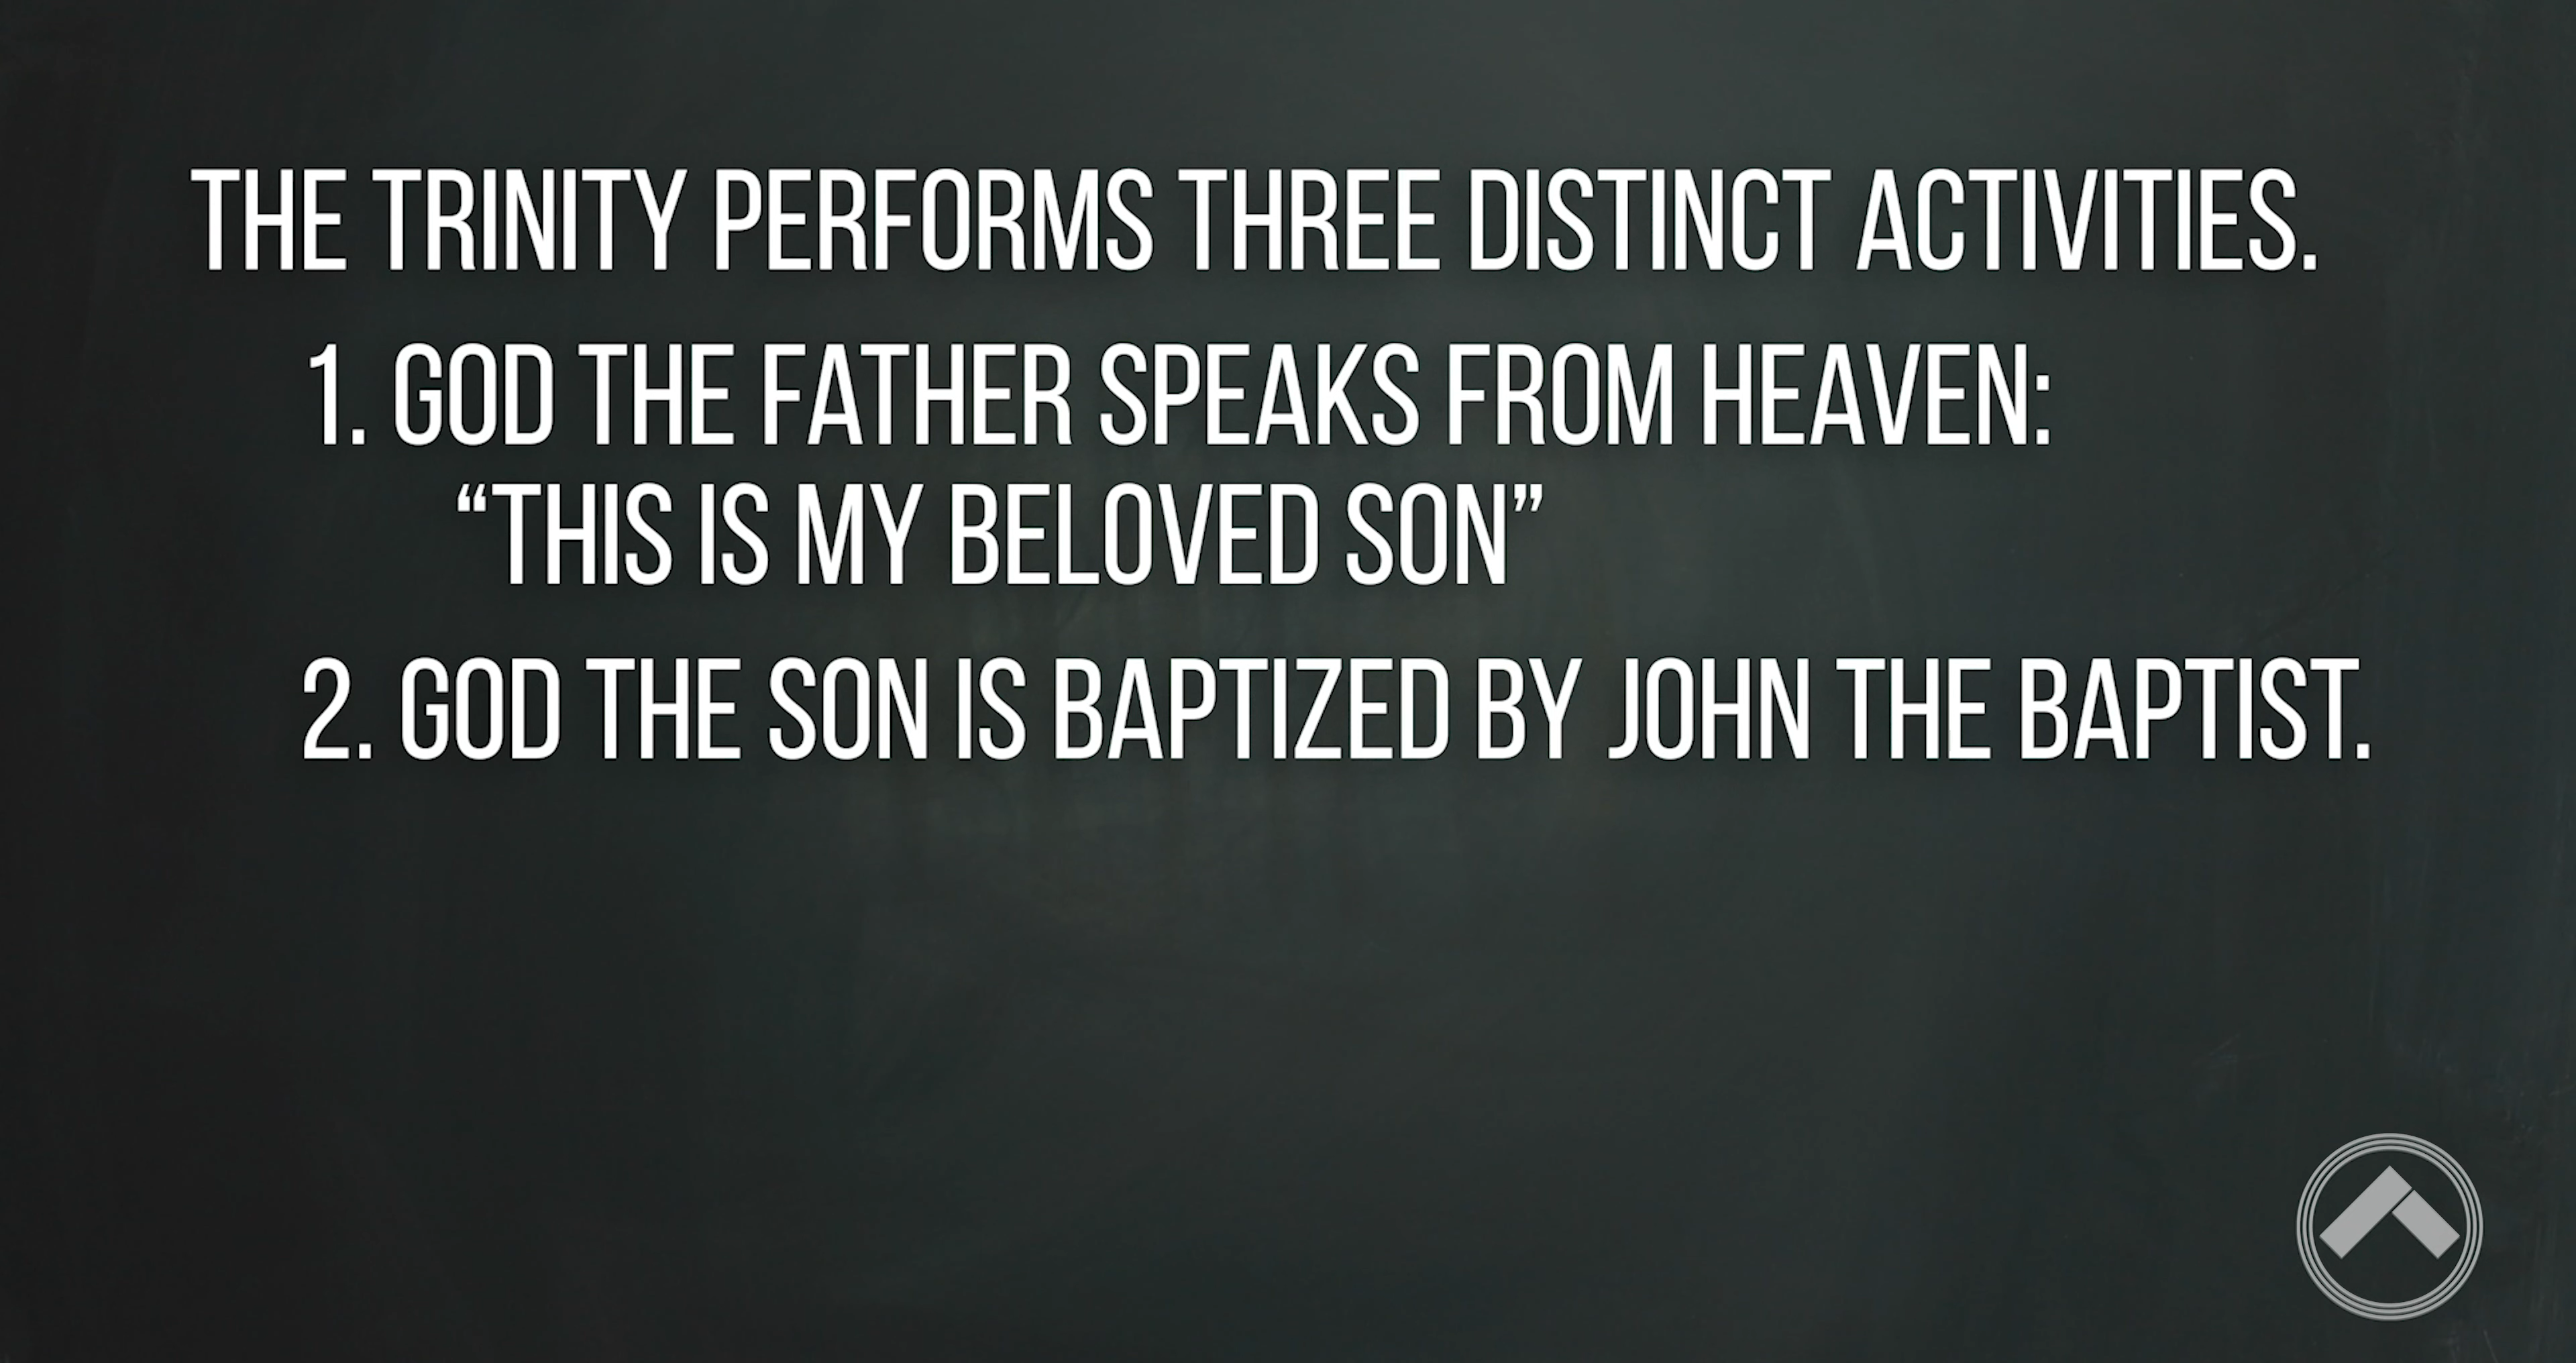 THE TRINITY PERFORMS THREE DISTINCT ACTIVITIES.
1. GOD THE FATHER SPEAKS FROM HEAVEN:
“THIS IS MY BELOVED SON”
2. GOD THE SON IS BAPTIZED BY JOHN THE BAPTIST.